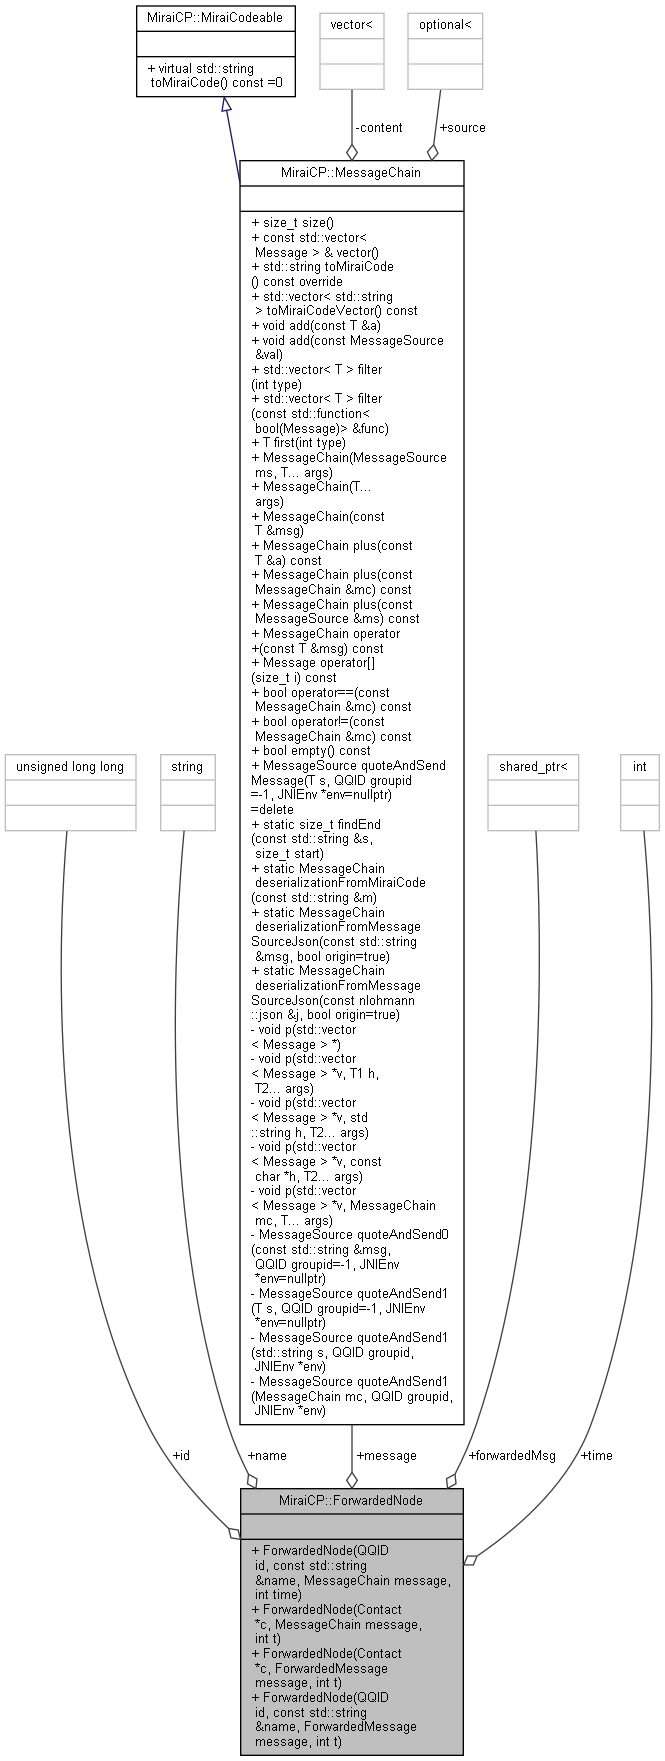 MiraiCP::MiraiCodeable
+ virtual std::string
toMiraiCode() const =0
vector<
optional<
-content
+source
MiraiCP::MessageChain
+ size_t size()
+ const std::vector<
Message > & vector()
+ std::string toMiraiCode
() const override
+ std::vector< std::string
> toMiraiCodeVector() const
+ void add(const T &a)
+ void add(const MessageSource
&val)
+ std::vector< T > filter
(int type)
+ std::vector< T > filter
(const std::function<
bool(Message)> &func)
+ T first(int type)
+ MessageChain(MessageSource
ms, T... args)
+ MessageChain(T...
args)
+ MessageChain(const
T &msg)
+ MessageChain plus(const
T &a) const
+ MessageChain plus(const
MessageChain &mc) const
+ MessageChain plus(const
MessageSource &ms) const
+ MessageChain operator
+(const T &msg) const
+ Message operator[]
(size_t i) const
+ bool operator==(const
MessageChain &mc) const
+ bool operator!=(const
MessageChain &mc) const
+ bool empty() const
+ MessageSource quoteAndSend
Message(T s, QQID groupid
=-1, JNIEnv *env=nullptr)
=delete
+ static size_t findEnd
(const std::string &s,
size_t start)
+ static MessageChain
deserializationFromMiraiCode
(const std::string &m)
+ static MessageChain
deserializationFromMessage
SourceJson(const std::string
&msg, bool origin=true)
+ static MessageChain
deserializationFromMessage
SourceJson(const nlohmann
::json &j, bool origin=true)
- void p(std::vector
< Message > *)
- void p(std::vector
< Message > *v, T1 h,
T2... args)
- void p(std::vector
< Message > *v, std
::string h, T2... args)
- void p(std::vector
< Message > *v, const
char *h, T2... args)
- void p(std::vector
< Message > *v, MessageChain
mc, T... args)
- MessageSource quoteAndSend0
(const std::string &msg,
QQID groupid=-1, JNIEnv
*env=nullptr)
- MessageSource quoteAndSend1
(T s, QQID groupid=-1, JNIEnv
*env=nullptr)
- MessageSource quoteAndSend1
(std::string s, QQID groupid,
JNIEnv *env)
- MessageSource quoteAndSend1
(MessageChain mc, QQID groupid,
JNIEnv *env)
unsigned long long
string
shared_ptr<
int
+id
+name
+message
+forwardedMsg
+time
MiraiCP::ForwardedNode
+ ForwardedNode(QQID
id, const std::string
&name, MessageChain message,
int time)
+ ForwardedNode(Contact
*c, MessageChain message,
int t)
+ ForwardedNode(Contact
*c, ForwardedMessage
message, int t)
+ ForwardedNode(QQID
id, const std::string
&name, ForwardedMessage
message, int t)